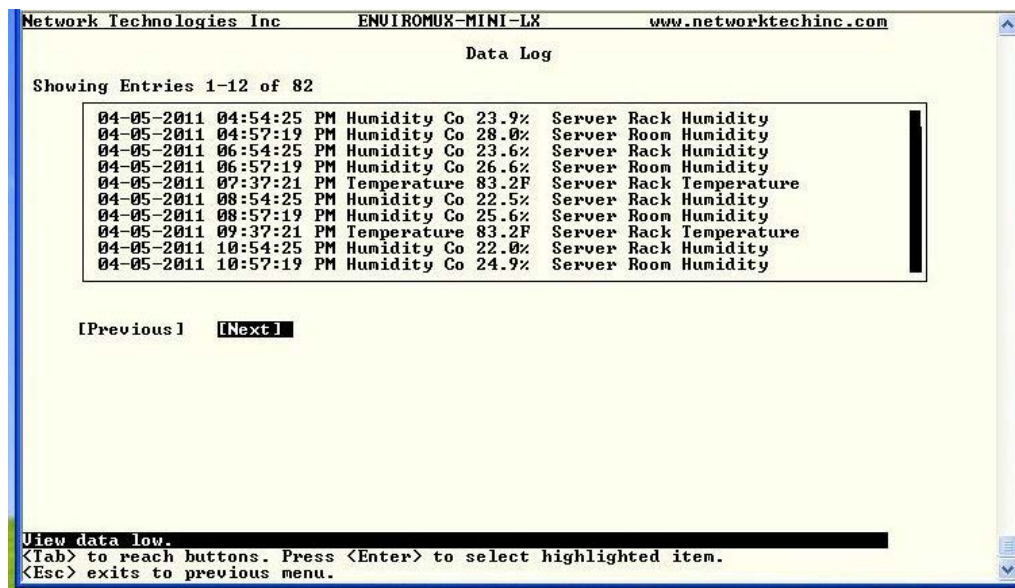 Network Technologies Inc ENVIROMUX-MINI-LX www.networktechinc.com
Data Log
Showing Entries 1-12 of 82
04-05-2011 04:54:25 PM Humidity Co 23.9% Server Rack Humidity
04-05-2011 04:57:19 PM Humidity Co 28.0% Server Room Humidity
04-05-2011 06:54:25 PM Humidity Co 23.6% Server Rack Humidity
04-05-2011 06:57:19 PM Humidity Co 26.6% Server Room Humidity
04-05-2011 07:37:21 PM Temperature 83.2F Server Rack Temperature
04-05-2011 08:54:25 PM Humidity Co 22.5% Server Rack Humidity
04-05-2011 08:57:19 PM Humidity Co 25.6% Server Room Humidity
04-05-2011 09:37:21 PM Temperature 83.2F Server Rack Temperature
04-05-2011 10:54:25 PM Humidity Co 22.0% Server Rack Humidity
04-05-2011 10:57:19 PM Humidity Co 24.9% Server Room Humidity
[Previous] [Next]
View data low.
<Tab> to reach buttons. Press <Enter> to select highlighted item.
<Esc> exits to previous menu.